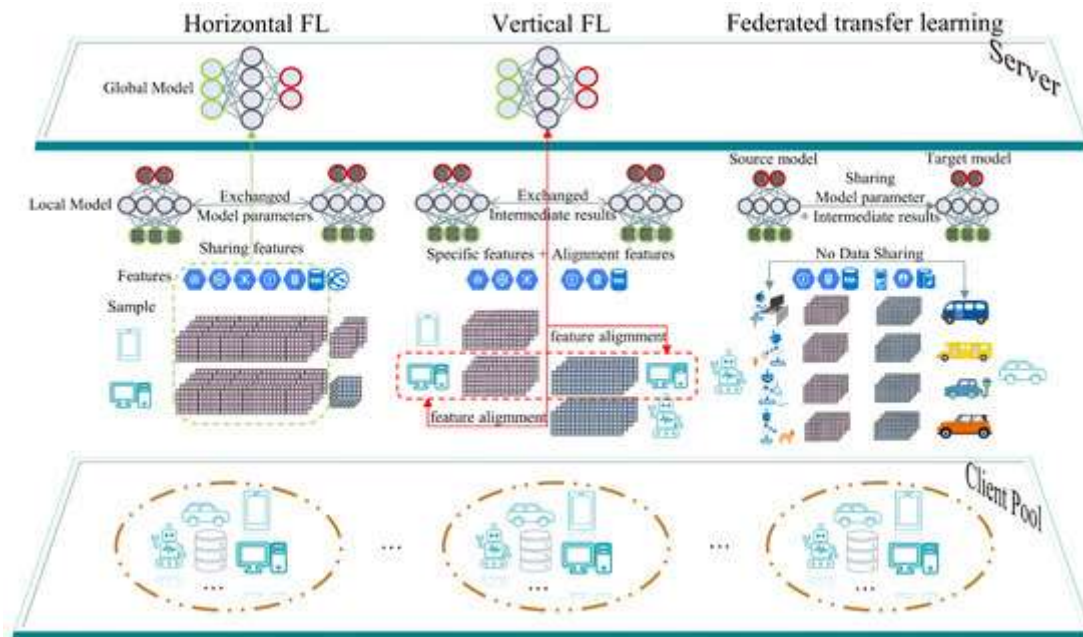 Horizontal FL
Vertical FL
Federated transfer learning
Server
Global Model
Source model
Target model
Local Model
Exchanged
Model parameters
Exchanged
Intermediate results
Sharing
Model parameter
+ Intermediate results
Sharing features
Specific features + Alignment features
No Data Sharing
Features
Sample
feature alignment
feature alignment
Client Pool
...
...
...
...
...